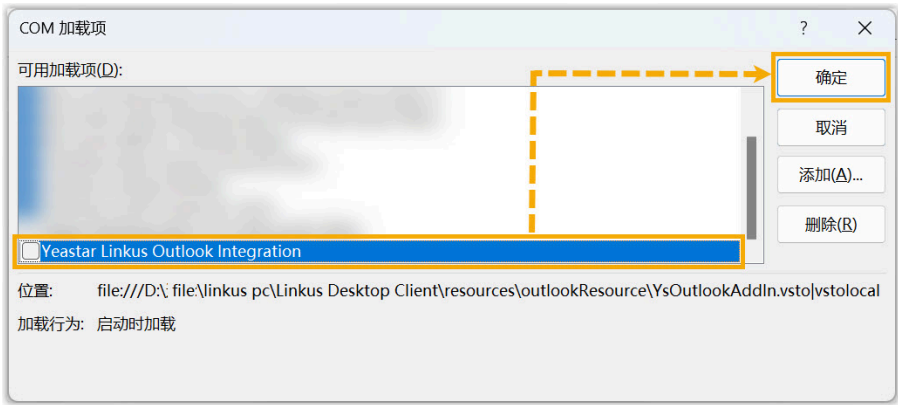 COM 加载项
? ×
可用加载项(D):
确定
取消
添加(A)...
删除(R)
Yeastar Linkus Outlook Integration
位置: file:///D:\: file:\linkus pc\Linkus Desktop Client\resources\outlookResource\YsOutlookAddIn.vsto|vstolocal
加载行为: 启动时加载